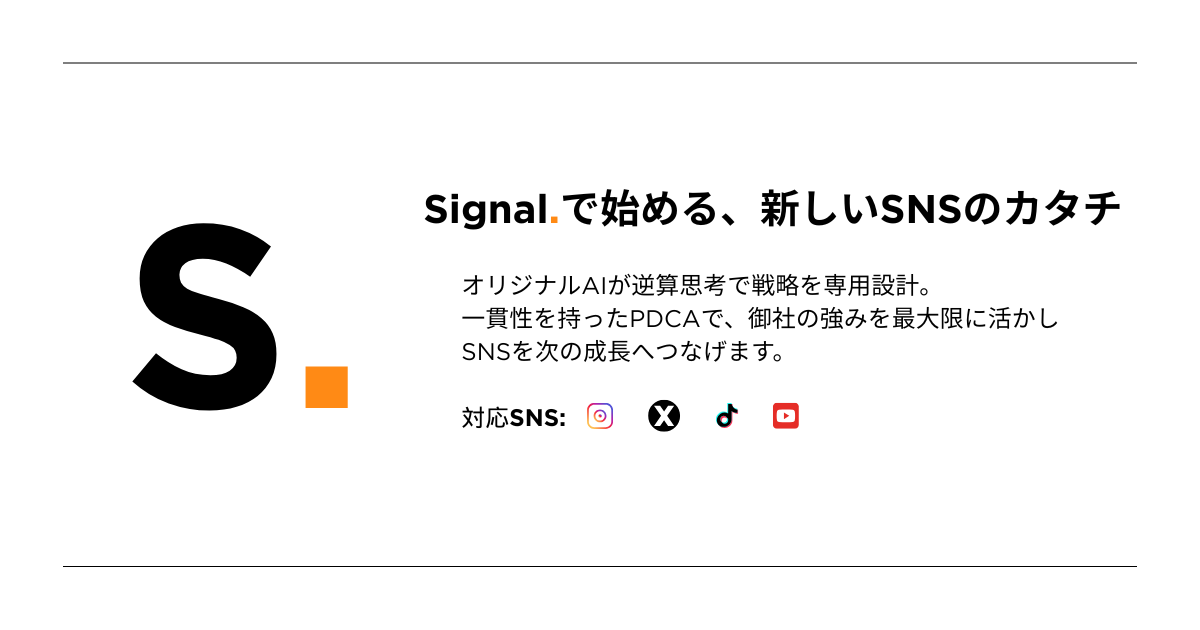 S.
Signal.で始める、新しいSNSのカタチ
オリジナルAIが逆算思考で戦略を専用設計。
一貫性を持ったPDCAで、御社の強みを最大限に活かし
SNSを次の成長へつなげます。
対応SNS: